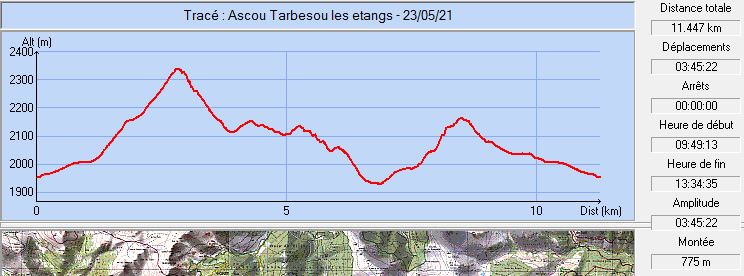 Tracé : Ascou Tarbesou les etangs - 23/05/21
Alt (m)
2400
2300
2200
2100
2000
1900
0
5
10
Dist (km)
Distance totale
11.447 km
Déplacements
03:45:22
Arrêts
00:00:00
Heure de début
09:49:13
Heure de fin
13:34:35
Amplitude
03:45:22
Montée
775 m